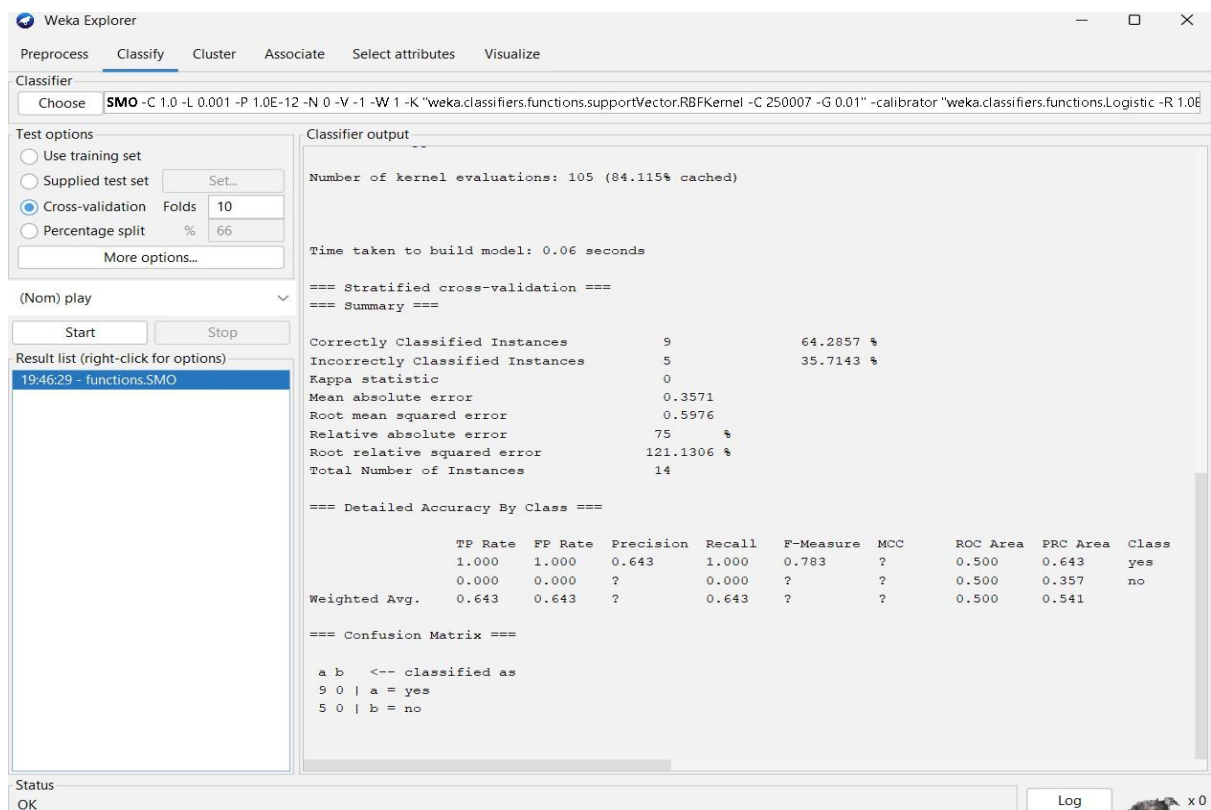 Weka Explorer
Preprocess Classify Cluster Associate Select attributes Visualize
Classifier
Choose SMO -C 1.0 -L 0.001 -P 1.0E-12 -N 0 -V -1 -W 1 -K "weka.classifiers.functions.supportVector.RBFKernel -C 250007 -G 0.01" -calibrator "weka.classifiers.functions.Logistic -R 1.0E
Test options
Use training set
Supplied test set Set...
Cross-validation Folds 10
Percentage split % 66
More options...
(Nom) play
Start Stop
Result list (right-click for options)
19:46:29 - functions.SMO
Classifier output
Number of kernel evaluations: 105 (84.115% cached)
Time taken to build model: 0.06 seconds
=== Stratified cross-validation ===
=== Summary ===
Correctly Classified Instances 9 64.2857 %
Incorrectly Classified Instances 5 35.7143 %
Kappa statistic 0
Mean absolute error 0.3571
Root mean squared error 0.5976
Relative absolute error 75 %
Root relative squared error 121.1306 %
Total Number of Instances 14
=== Detailed Accuracy By Class ===
TP Rate FP Rate Precision Recall F-Measure MCC ROC Area PRC Area Class
1.000 1.000 0.643 1.000 0.783 ? 0.500 0.643 yes
0.000 0.000 ? 0.000 ? ? 0.500 0.357 no
Weighted Avg. 0.643 0.643 ? 0.643 ? ? 0.500 0.541
=== Confusion Matrix ===
a b <-- classified as
9 0 | a = yes
5 0 | b = no
Status
OK
Log x 0